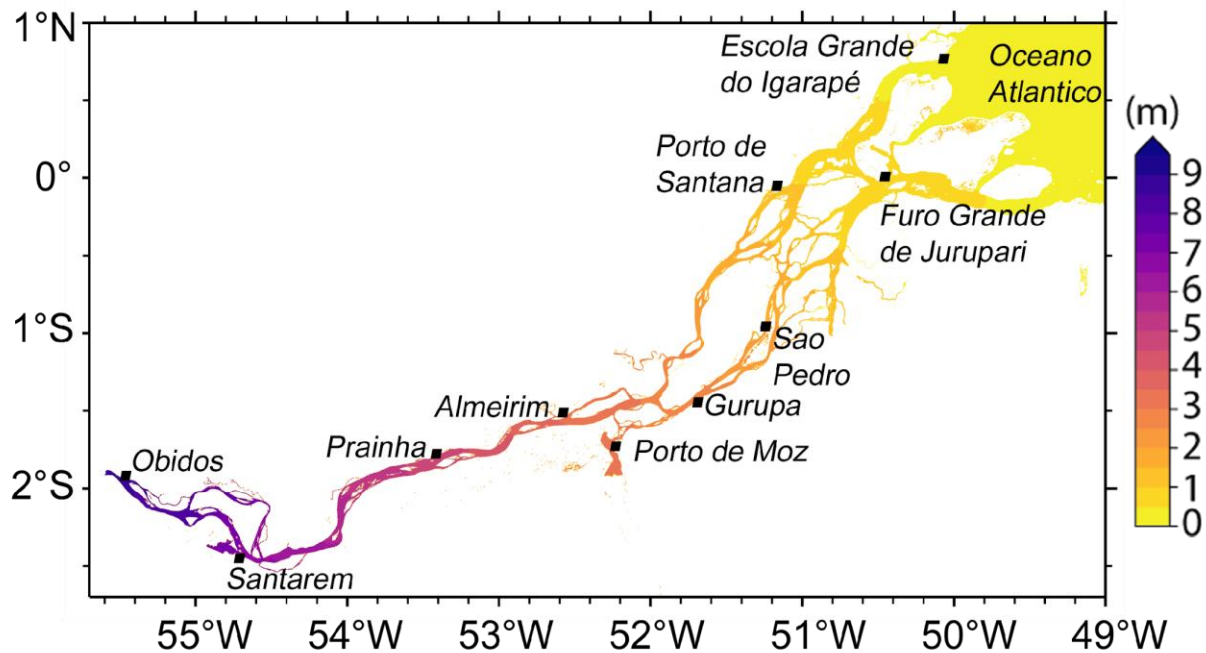 1°N
0°
1°S
2°S
Escola Grande
do Igarapé
Oceano
Atlantico
Porto de
Santana
Furo Grande
de Jurupari
Sao
Pedro
Almeirim
Gurupa
Prainha
Porto de Moz
Obidos
Santarem
55°W
54°W
53°W
52°W
51°W
50°W
49°W
(m)
9
8
7
6
5
4
3
2
1
0